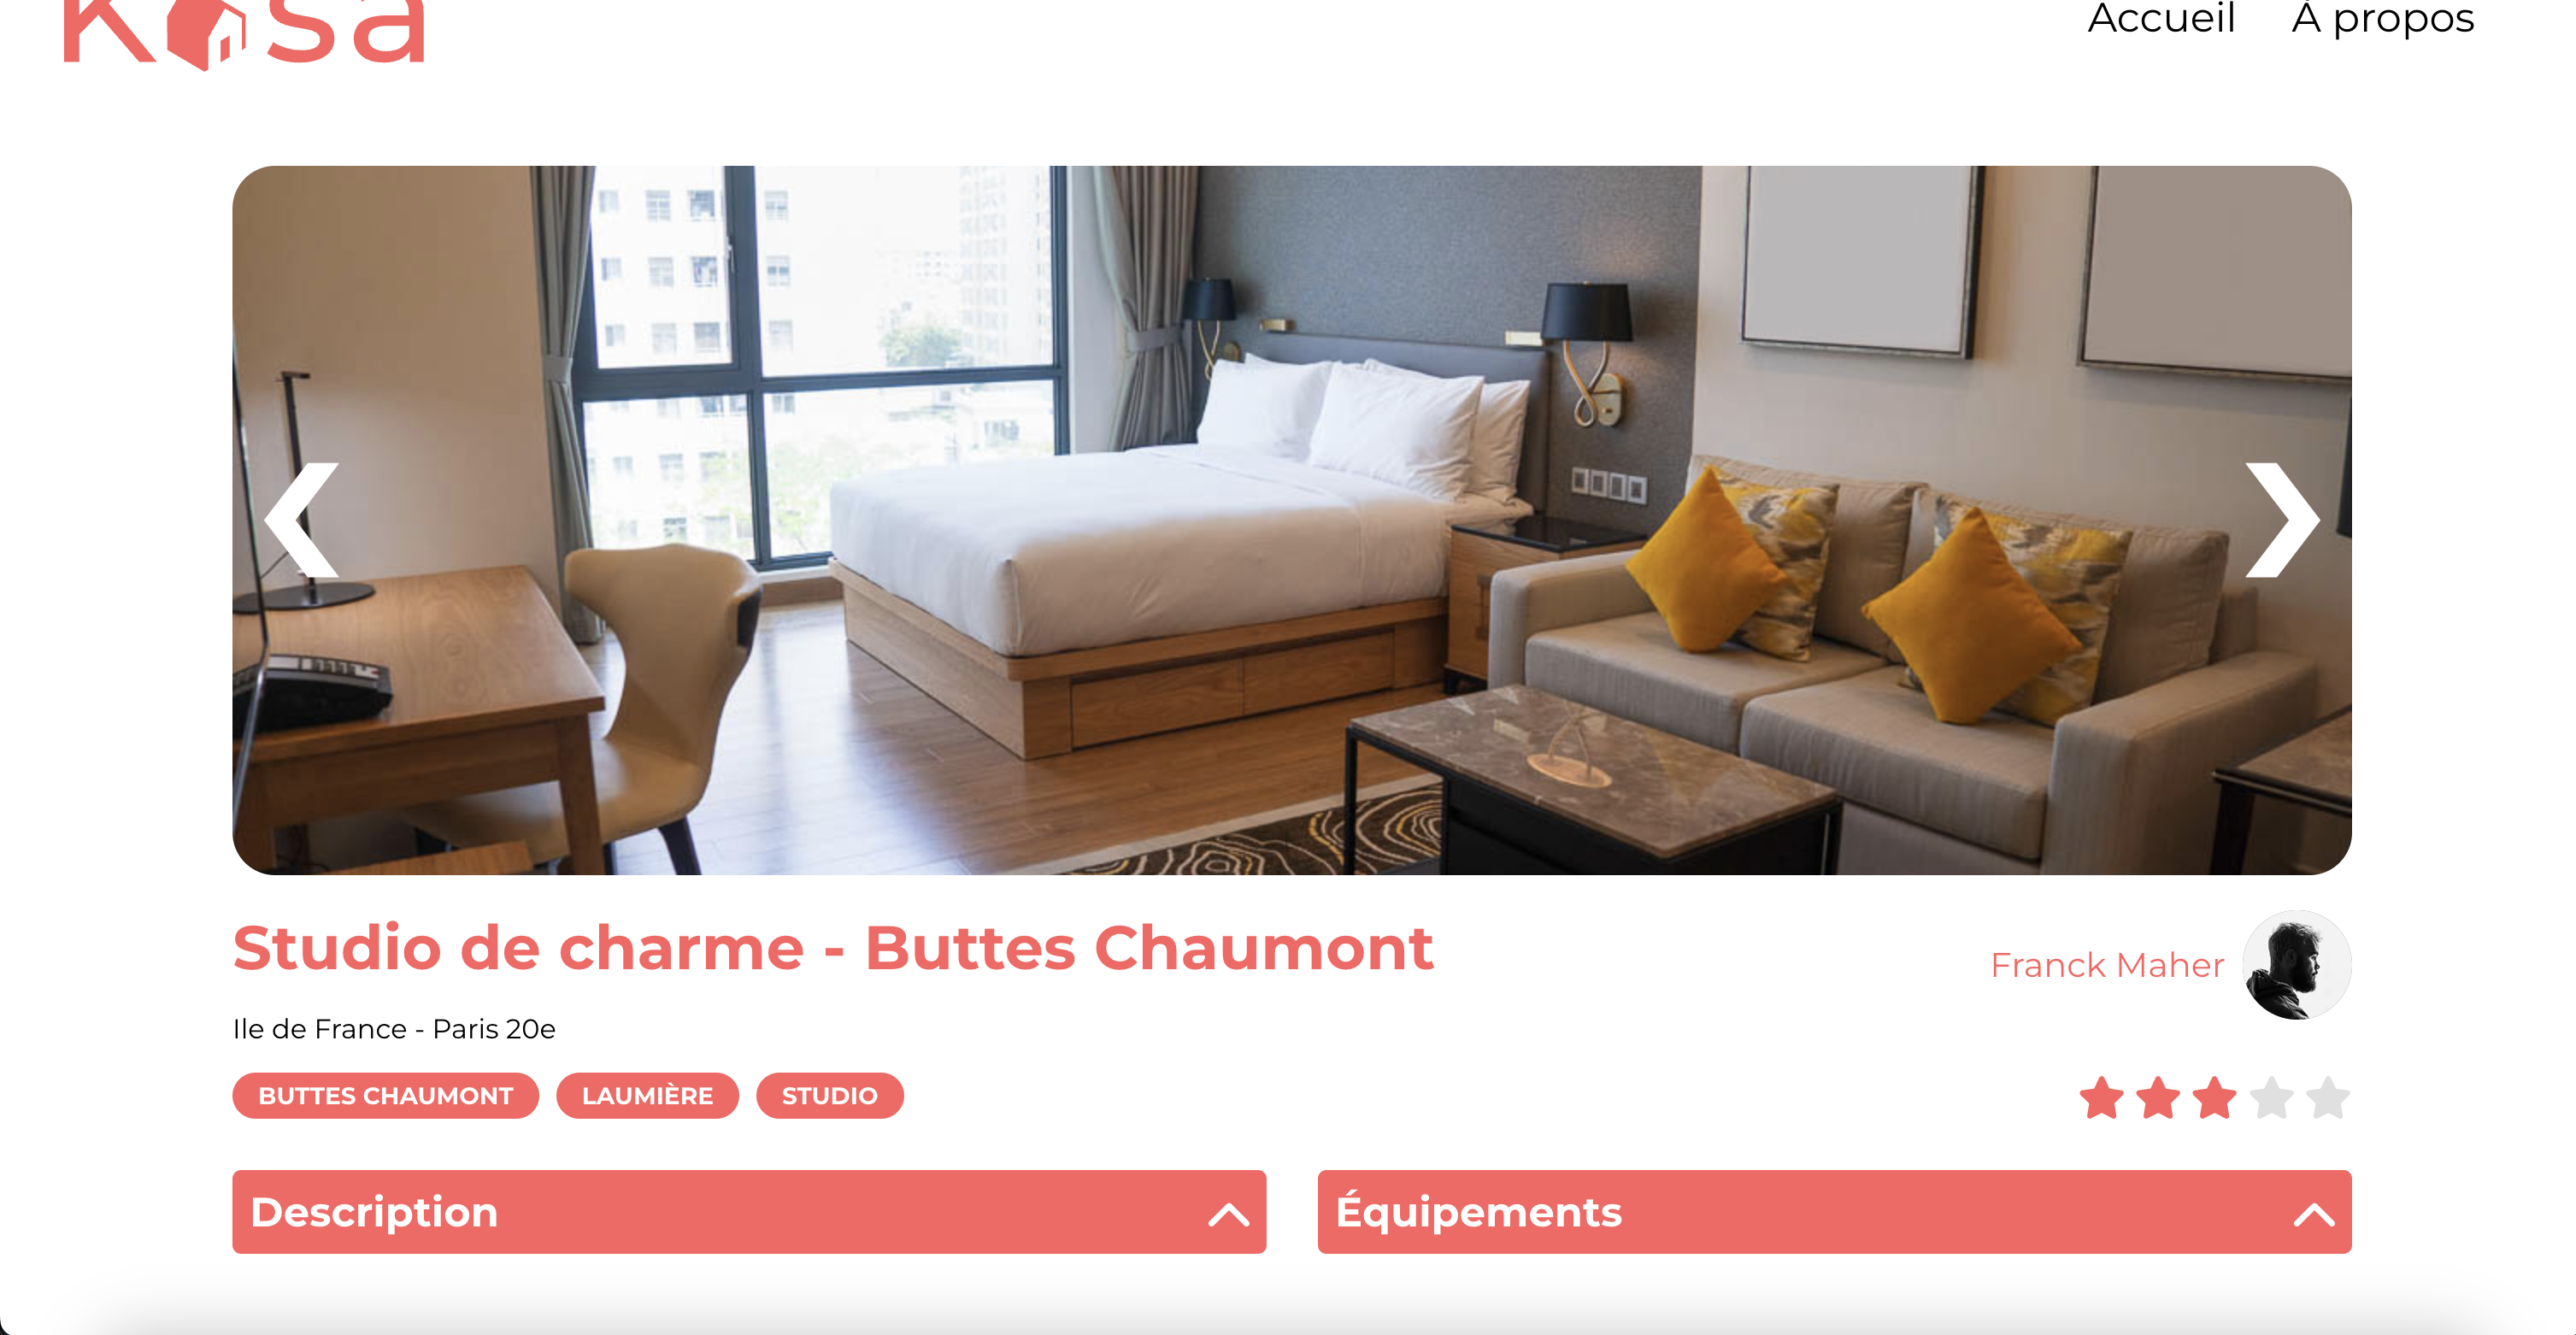 Kasa
Accueil À propos
Studio de charme - Buttes Chaumont
Franck Maher
Ile de France - Paris 20e
BUTTES CHAUMONT LAUMIÈRE STUDIO
Description
Équipements